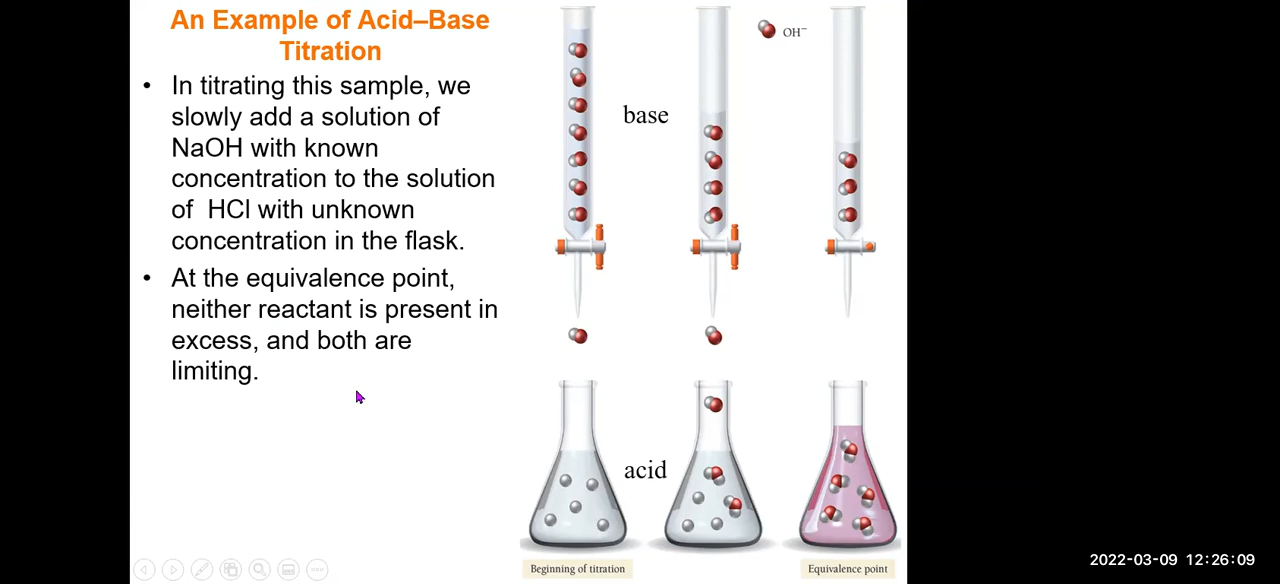 An Example of Acid–Base
Titration
• In titrating this sample, we
slowly add a solution of
NaOH with known
concentration to the solution
of  HCl with unknown
concentration in the flask.
• At the equivalence point,
neither reactant is present in
excess, and both are
limiting.
OH⁻
base
acid
Beginning of titration
Equivalence point
2022-03-09 12:26:09